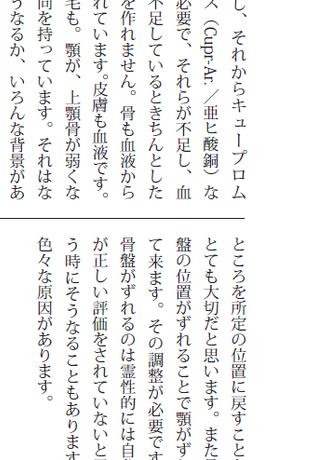 し、それからキュープロム
ス（Cupr-Ar.／亜ヒ酸銅）な
必要で、それらが不足し、血
不足しているときちんとした
を作れません。骨も血液から
れています。皮膚も血液です。
毛も。顎が、上顎骨が弱くな
向を持っています。それはな
うなるか、いろんな背景があ
ところを所定の位置に戻すこと
とても大切だと思います。また
盤の位置がずれることで顎がず
て来ます。その調整が必要です
骨盤がずれるのは霊性的には自
が正しい評価をされていないと
う時にそうなることもあります
色々な原因があります。